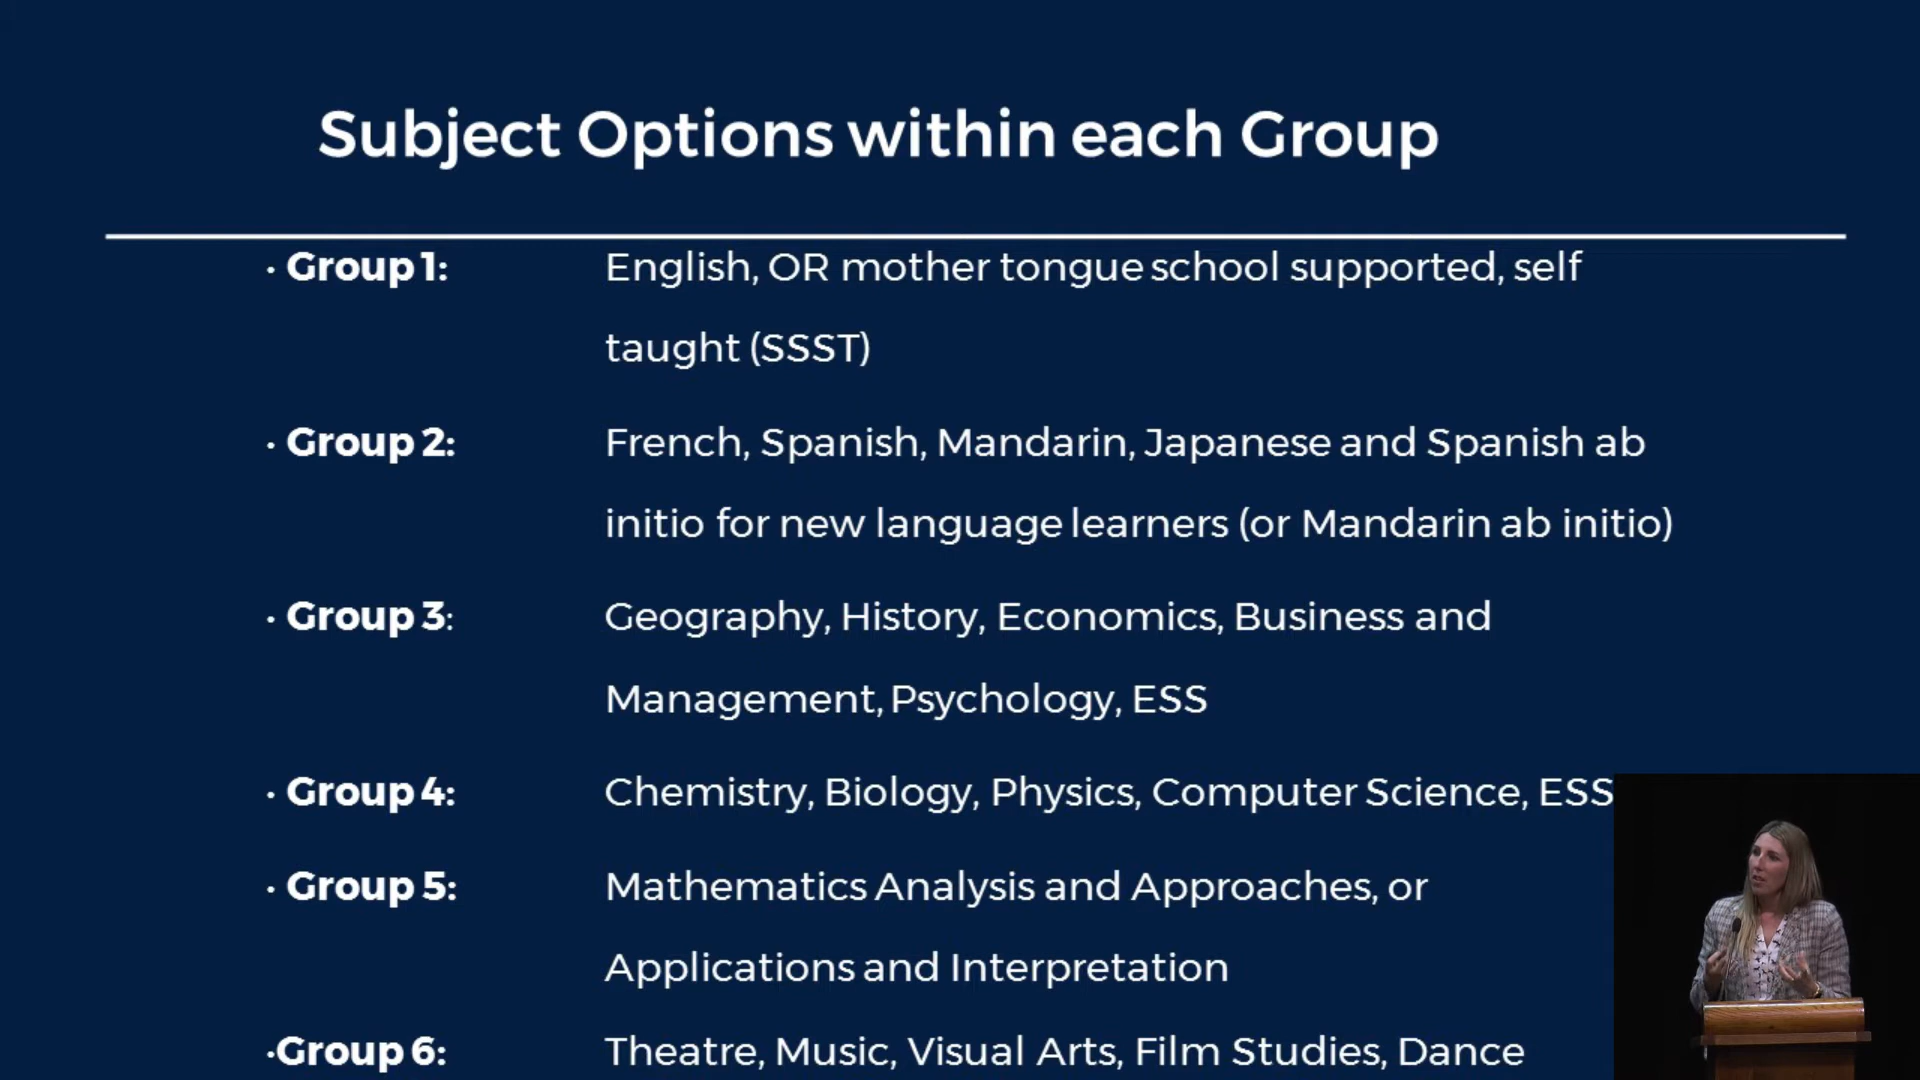 Subject Options within each Group
· Group 1: English, OR mother tongue school supported, self
taught (SSST)
· Group 2: French, Spanish, Mandarin, Japanese and Spanish ab
initio for new language learners (or Mandarin ab initio)
· Group 3: Geography, History, Economics, Business and
Management, Psychology, ESS
· Group 4: Chemistry, Biology, Physics, Computer Science, ESS
· Group 5: Mathematics Analysis and Approaches, or
Applications and Interpretation
·Group 6: Theatre, Music, Visual Arts, Film Studies, Dance